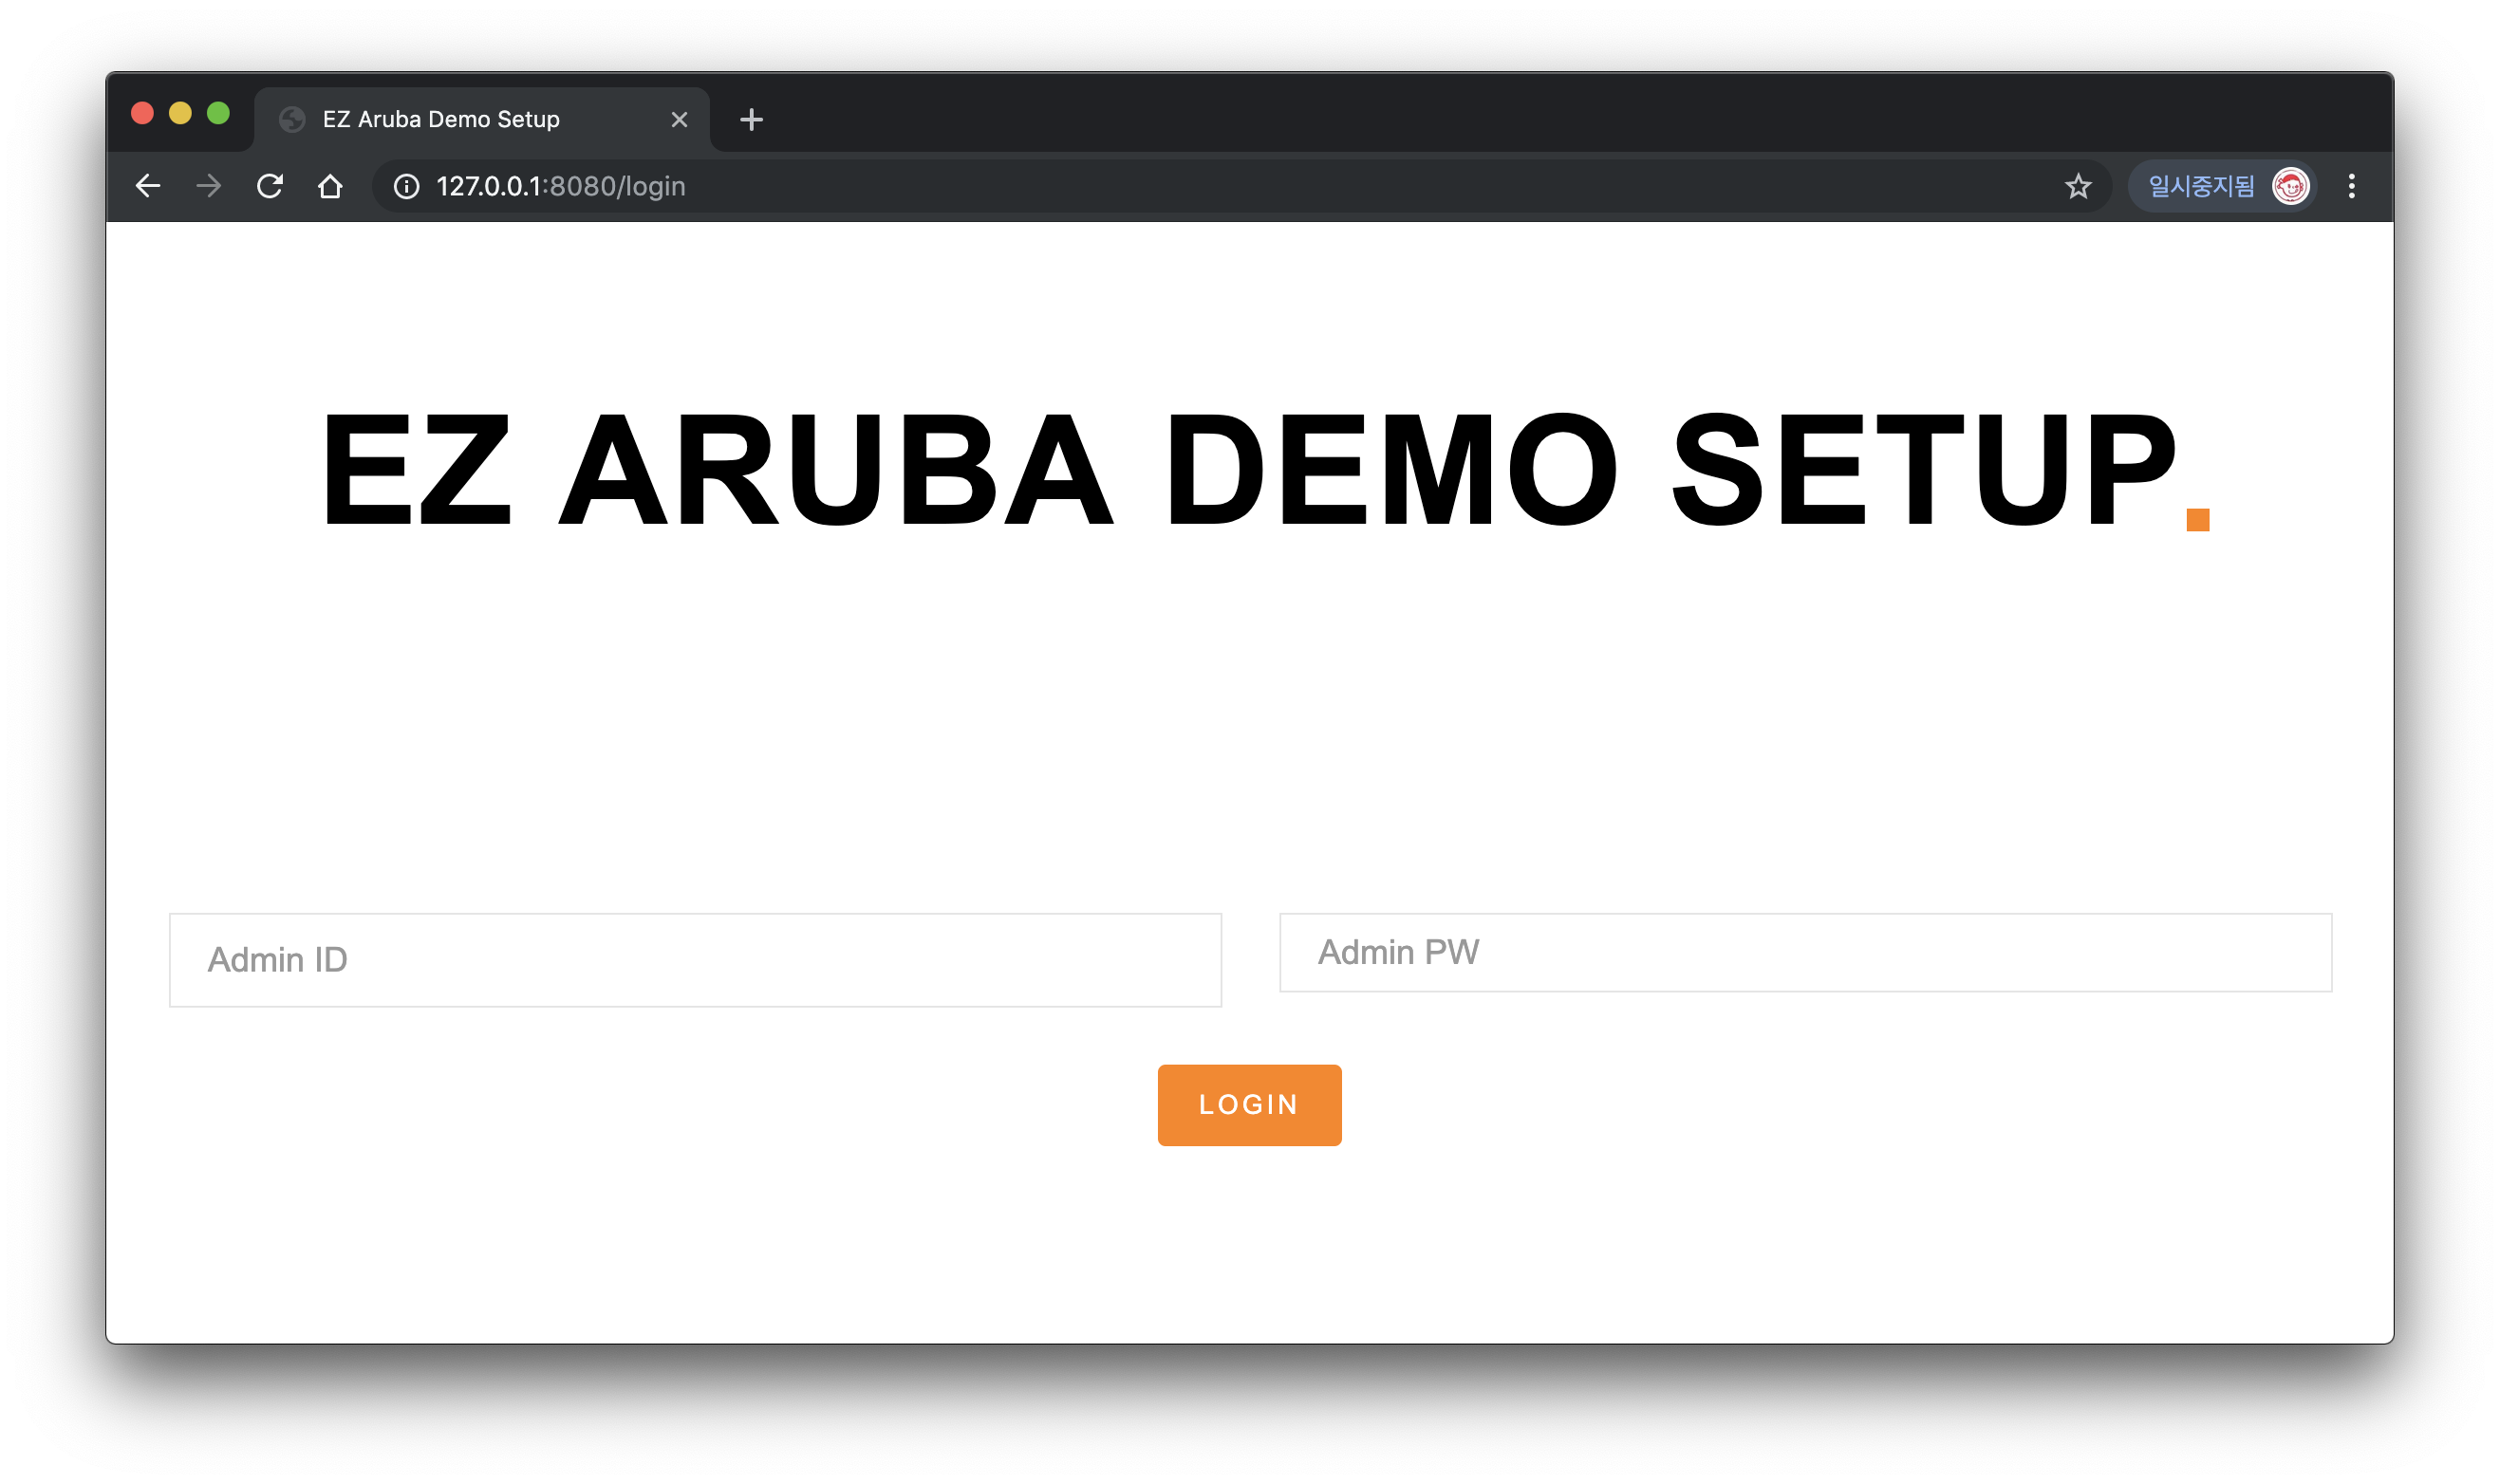 EZ Aruba Demo Setup
127.0.0.1:8080/login
일시중지됨
EZ ARUBA DEMO SETUP.
Admin ID
Admin PW
LOGIN